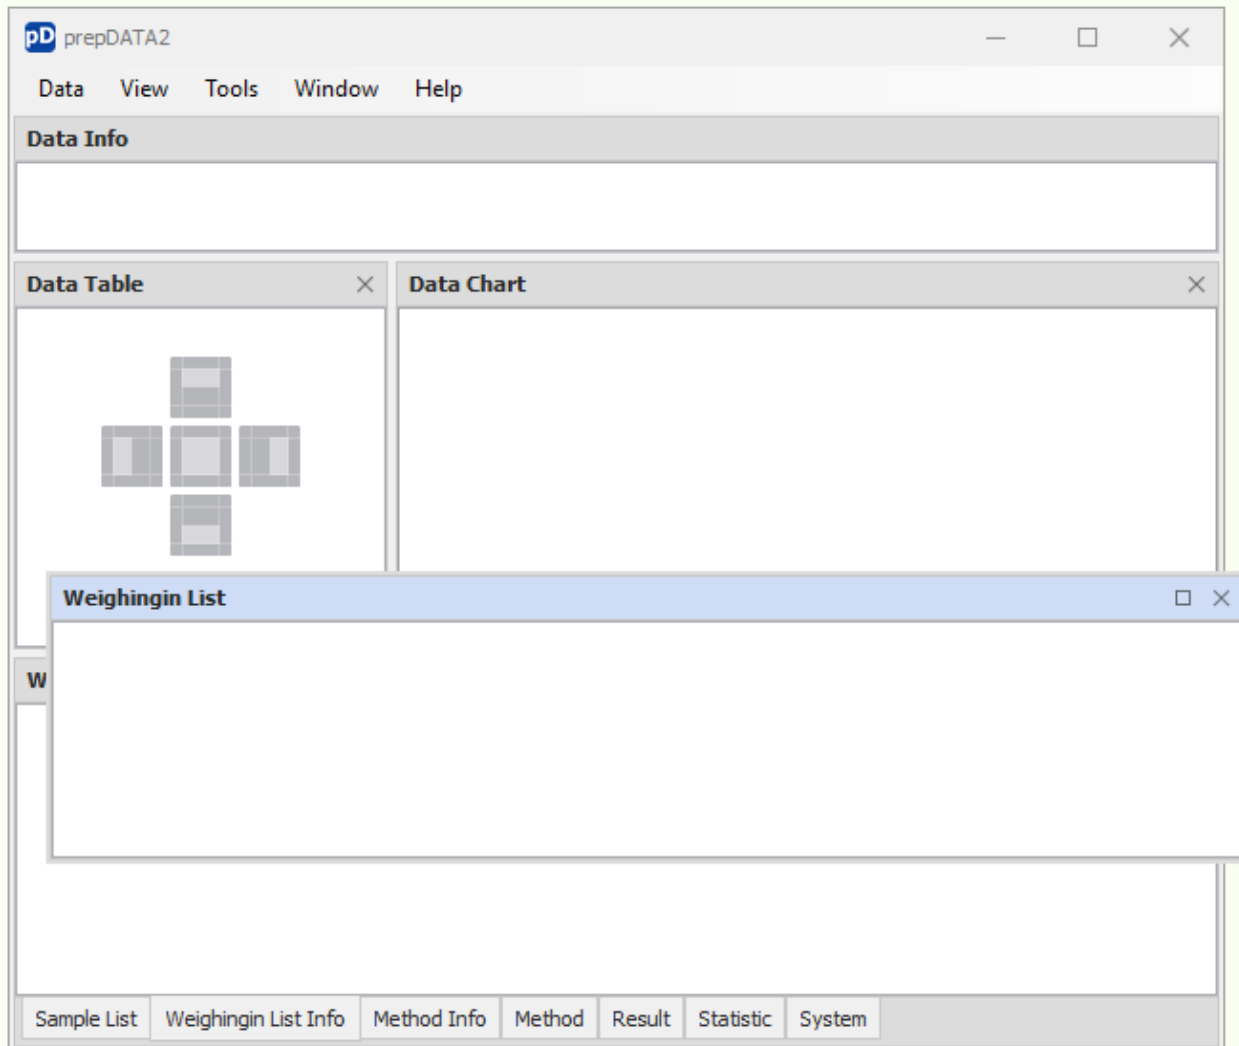 pD prepDATA2
Data View Tools Window Help
Data Info
Data Table Data Chart
Weighingin List
W
Sample List Weighingin List Info Method Info Method Result Statistic System